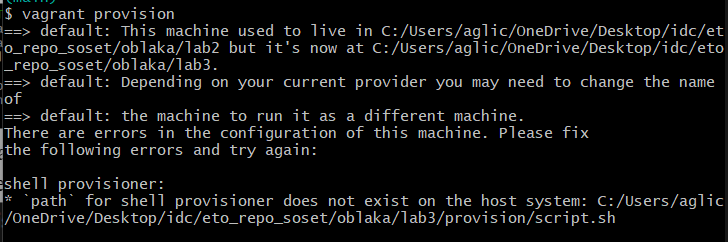 (main)
$ vagrant provision
==> default: This machine used to live in C:/Users/aglic/OneDrive/Desktop/idc/et
o_repo_soset/oblaka/lab2 but it's now at C:/Users/aglic/OneDrive/Desktop/idc/eto
_repo_soset/oblaka/lab3.
==> default: Depending on your current provider you may need to change the name
of
==> default: the machine to run it as a different machine.
There are errors in the configuration of this machine. Please fix
the following errors and try again:
shell provisioner:
* `path` for shell provisioner does not exist on the host system: C:/Users/aglic
/OneDrive/Desktop/idc/eto_repo_soset/oblaka/lab3/provision/script.sh